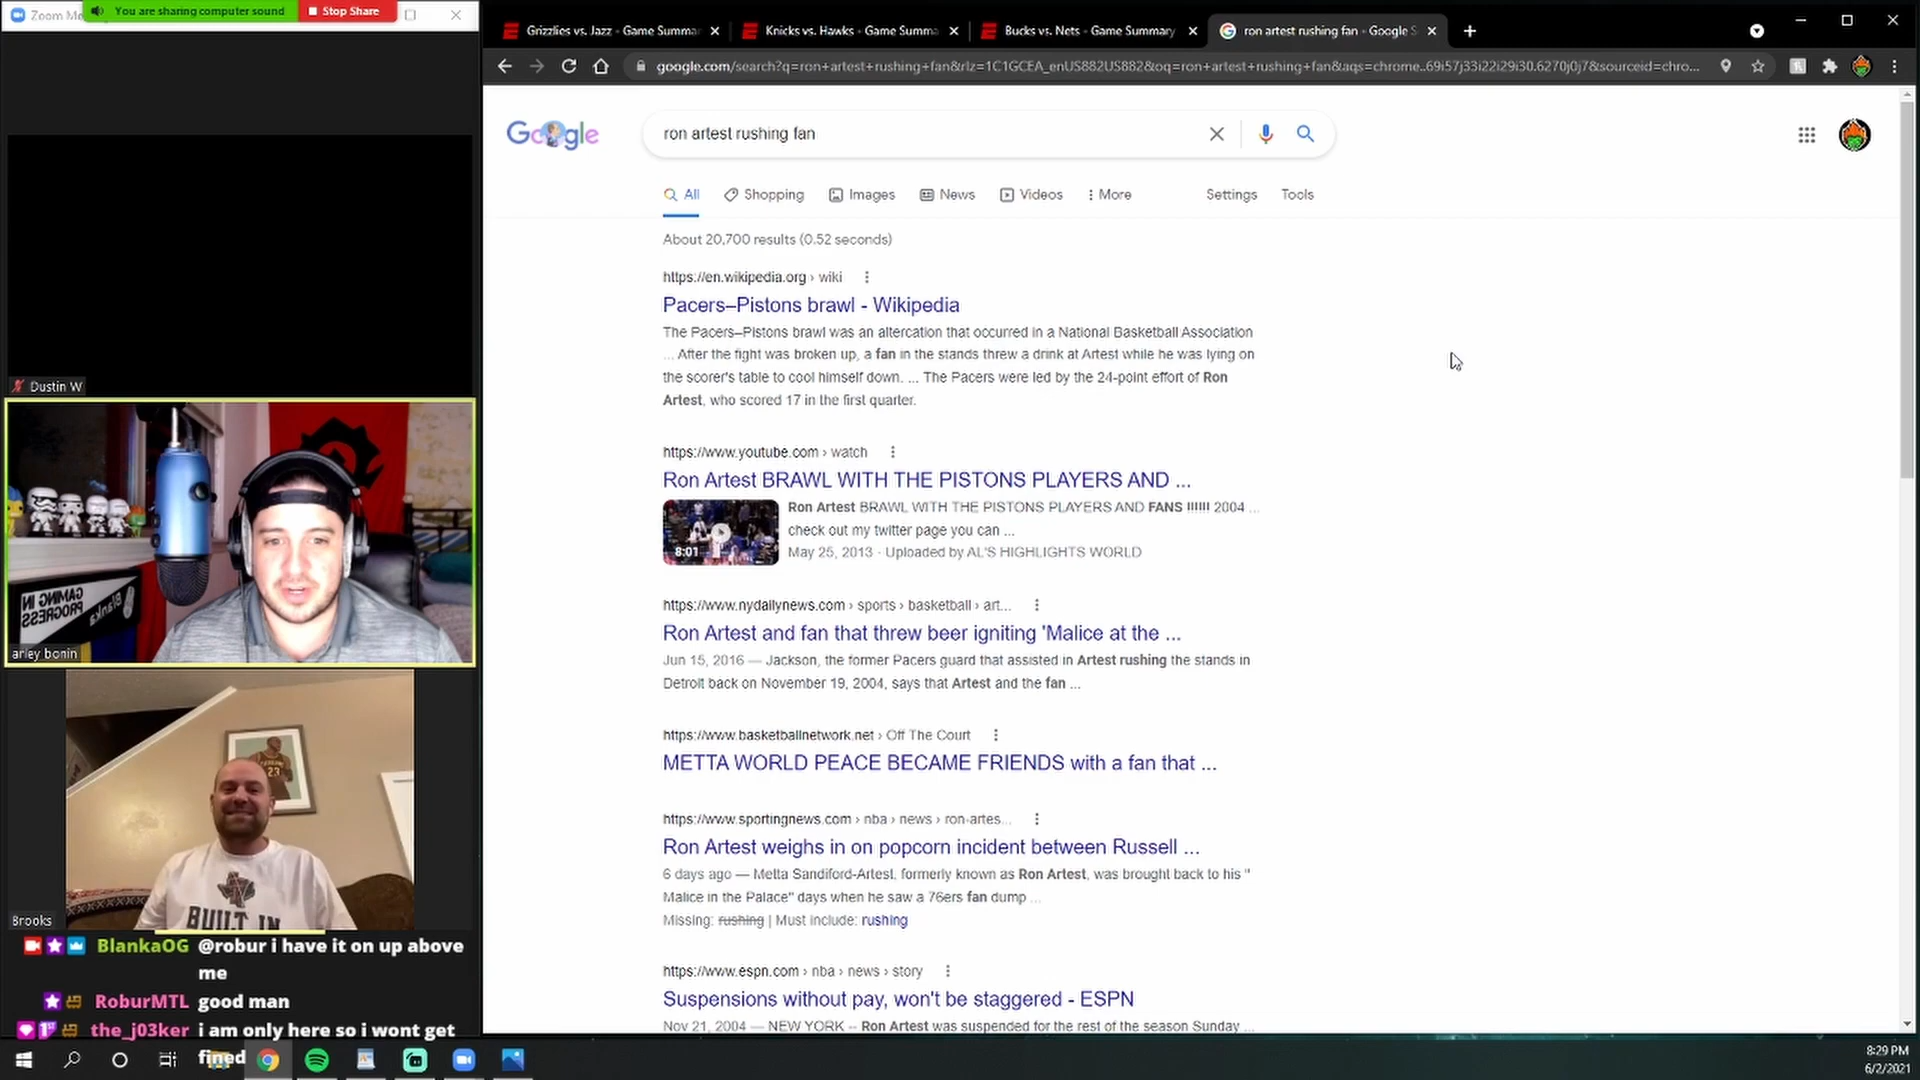 Zoom Me
You are sharing computer sound
Stop Share
Dustin W
GAMING IN
PROGRESS
Blanka
arley bonin
23
BUILT IN
Brooks
BlankaOG @robur i have it on up above
me
RoburMTL good man
the_j03ker i am only here so i wont get
fined
Grizzlies vs. Jazz - Game Summar
Knicks vs. Hawks - Game Summa
Bucks vs. Nets - Game Summary
ron artest rushing fan - Google S
google.com/search?q=ron+artest+rushing+fan&rlz=1C1GCEA_enUS882US882&oq=ron+artest+rushing+fan&aqs=chrome..69i57j33i22i29i30.6270j0j7&sourceid=chro...
Google
ron artest rushing fan
All Shopping Images News Videos More Settings Tools
About 20,700 results (0.52 seconds)
https://en.wikipedia.org › wiki
Pacers–Pistons brawl - Wikipedia
The Pacers–Pistons brawl was an altercation that occurred in a National Basketball Association
... After the fight was broken up, a fan in the stands threw a drink at Artest while he was lying on
the scorer's table to cool himself down. ... The Pacers were led by the 24-point effort of Ron
Artest, who scored 17 in the first quarter.
https://www.youtube.com › watch
Ron Artest BRAWL WITH THE PISTONS PLAYERS AND ...
8:01
Ron Artest BRAWL WITH THE PISTONS PLAYERS AND FANS !!!!!! 2004 ...
check out my twitter page you can ...
May 25, 2013 · Uploaded by AL'S HIGHLIGHTS WORLD
https://www.nydailynews.com › sports › basketball › art...
Ron Artest and fan that threw beer igniting 'Malice at the ...
Jun 15, 2016 — Jackson, the former Pacers guard that assisted in Artest rushing the stands in
Detroit back on November 19, 2004, says that Artest and the fan ...
https://www.basketballnetwork.net › Off The Court
METTA WORLD PEACE BECAME FRIENDS with a fan that ...
https://www.sportingnews.com › nba › news › ron-artes...
Ron Artest weighs in on popcorn incident between Russell ...
6 days ago — Metta Sandiford-Artest, formerly known as Ron Artest, was brought back to his "
Malice in the Palace" days when he saw a 76ers fan dump ...
Missing: rushing | Must include: rushing
https://www.espn.com › nba › news › story
Suspensions without pay, won't be staggered - ESPN
Nov 21, 2004 — NEW YORK -- Ron Artest was suspended for the rest of the season Sunday ...
8:29 PM
6/2/2021